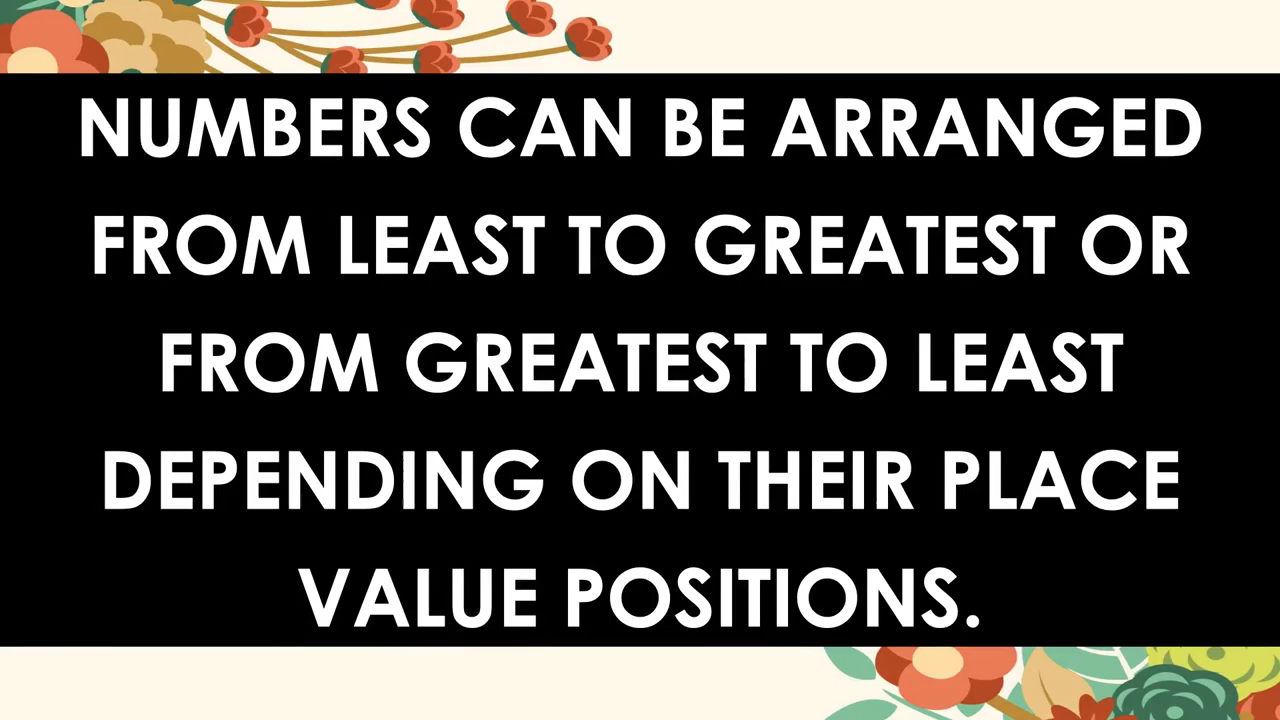 NUMBERS CAN BE ARRANGED
FROM LEAST TO GREATEST OR
FROM GREATEST TO LEAST
DEPENDING ON THEIR PLACE
VALUE POSITIONS.